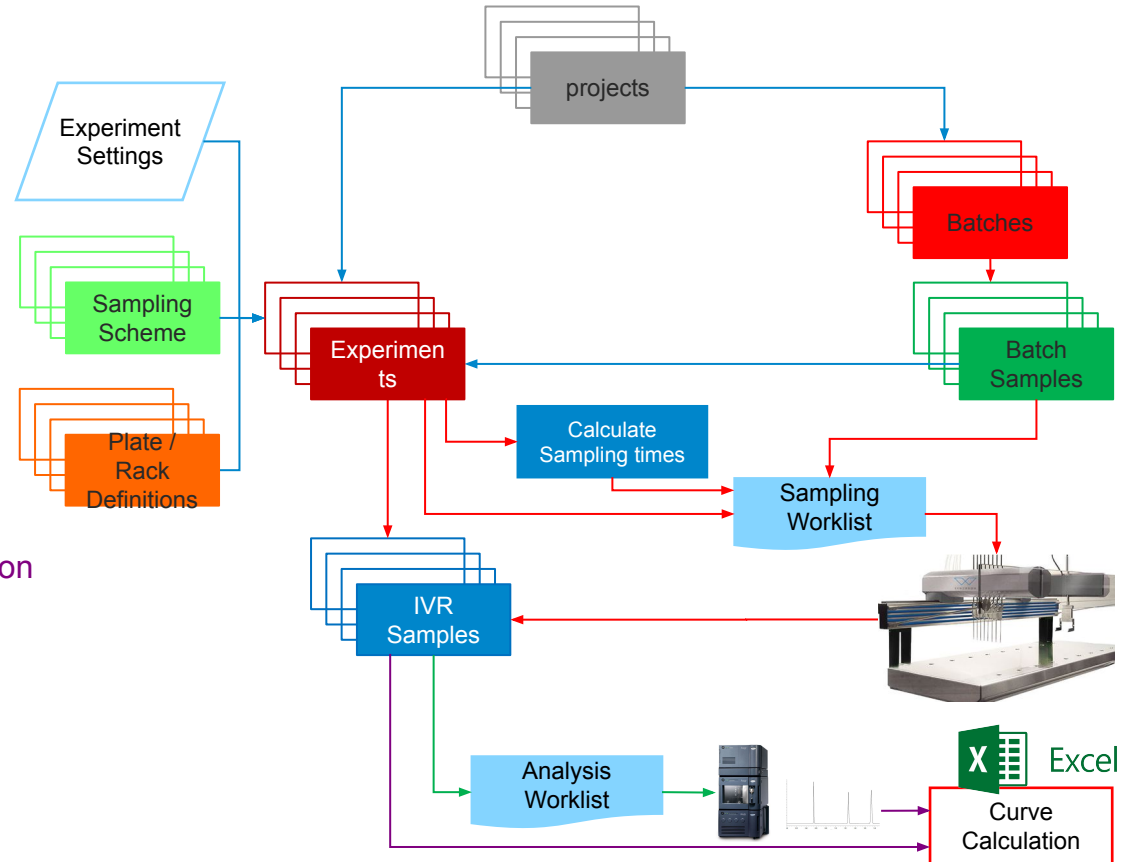 projects
Experiment
Settings
Batches
Sampling
Scheme
Experimen
ts
Batch
Samples
Plate /
Rack
Definitions
Calculate
Sampling times
Sampling
Worklist
on
IVR
Samples
Analysis
Worklist
X
Excel
Curve
Calculation